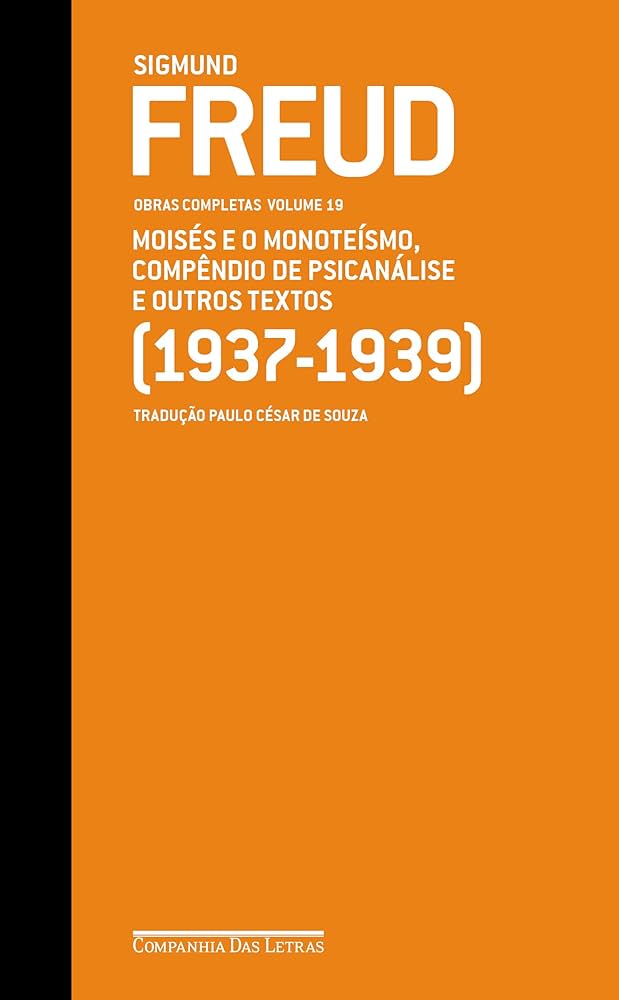 SIGMUND
FREUD
OBRAS COMPLETAS VOLUME 19
MOISÉS E O MONOTEÍSMO,
COMPÊNDIO DE PSICANÁLISE
E OUTROS TEXTOS
(1937-1939)
TRADUÇÃO PAULO CÉSAR DE SOUZA
COMPANHIA DAS LETRAS